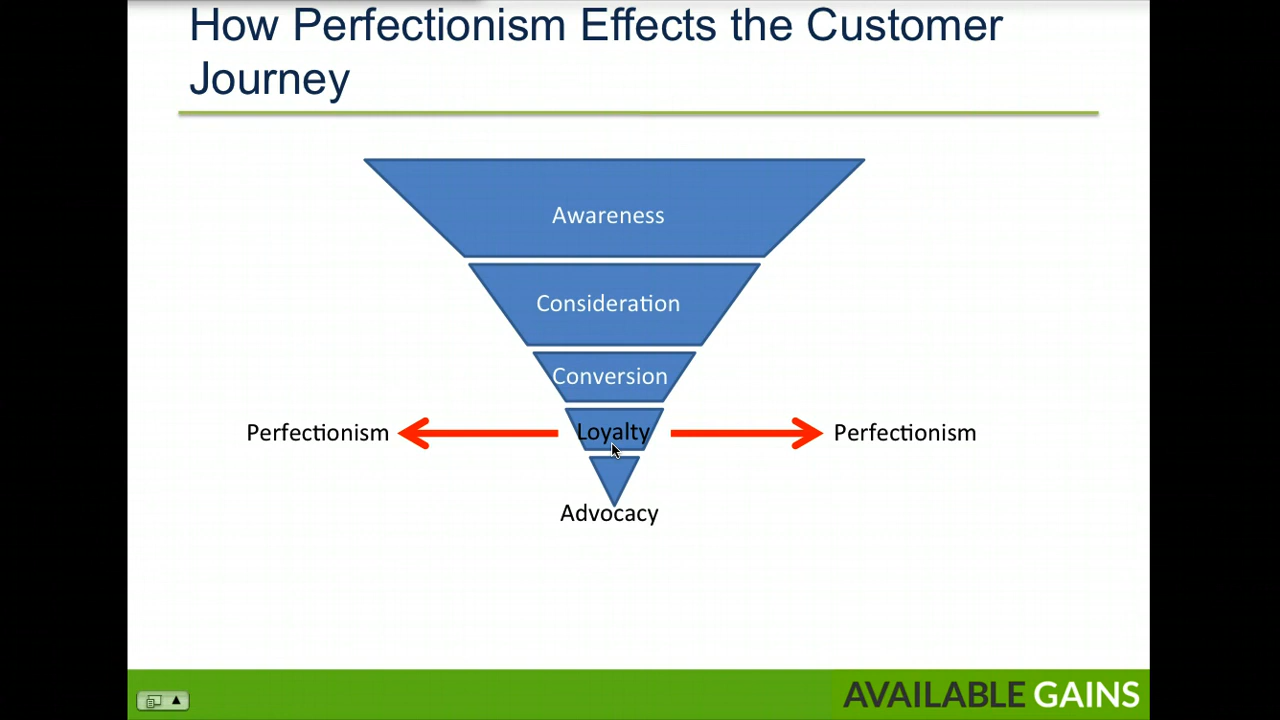 How Perfectionism Effects the Customer
Journey
Awareness
Consideration
Conversion
Perfectionism
Loyalty
Perfectionism
Advocacy
AVAILABLE GAINS